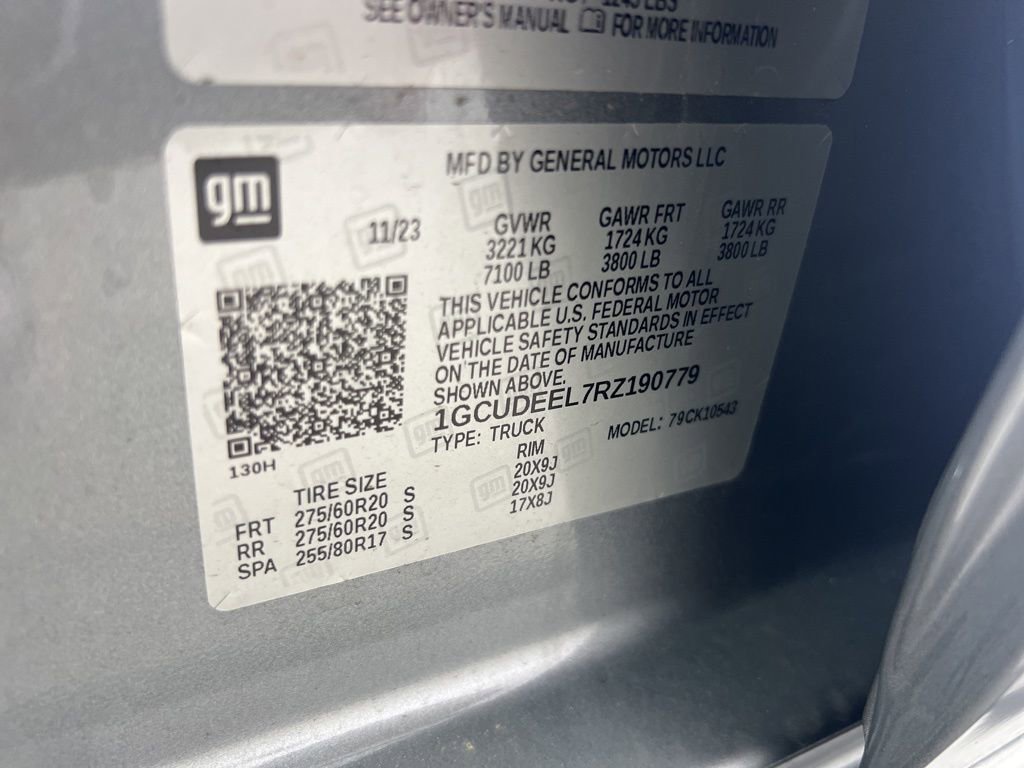 1245 LBS
SEE OWNER'S MANUAL FOR MORE INFORMATION
gm
MFD BY GENERAL MOTORS LLC
11/23
GVWR GAWR FRT GAWR RR
3221 KG 1724 KG 1724 KG
7100 LB 3800 LB 3800 LB
THIS VEHICLE CONFORMS TO ALL
APPLICABLE U.S. FEDERAL MOTOR
VEHICLE SAFETY STANDARDS IN EFFECT
ON THE DATE OF MANUFACTURE
SHOWN ABOVE.
1GCUDEEL7RZ190779
TYPE: TRUCK MODEL: 79CK10543
130H
TIRE SIZE RIM
FRT 275/60R20 S 20X9J
RR 275/60R20 S 20X9J
SPA 255/80R17 S 17X8J